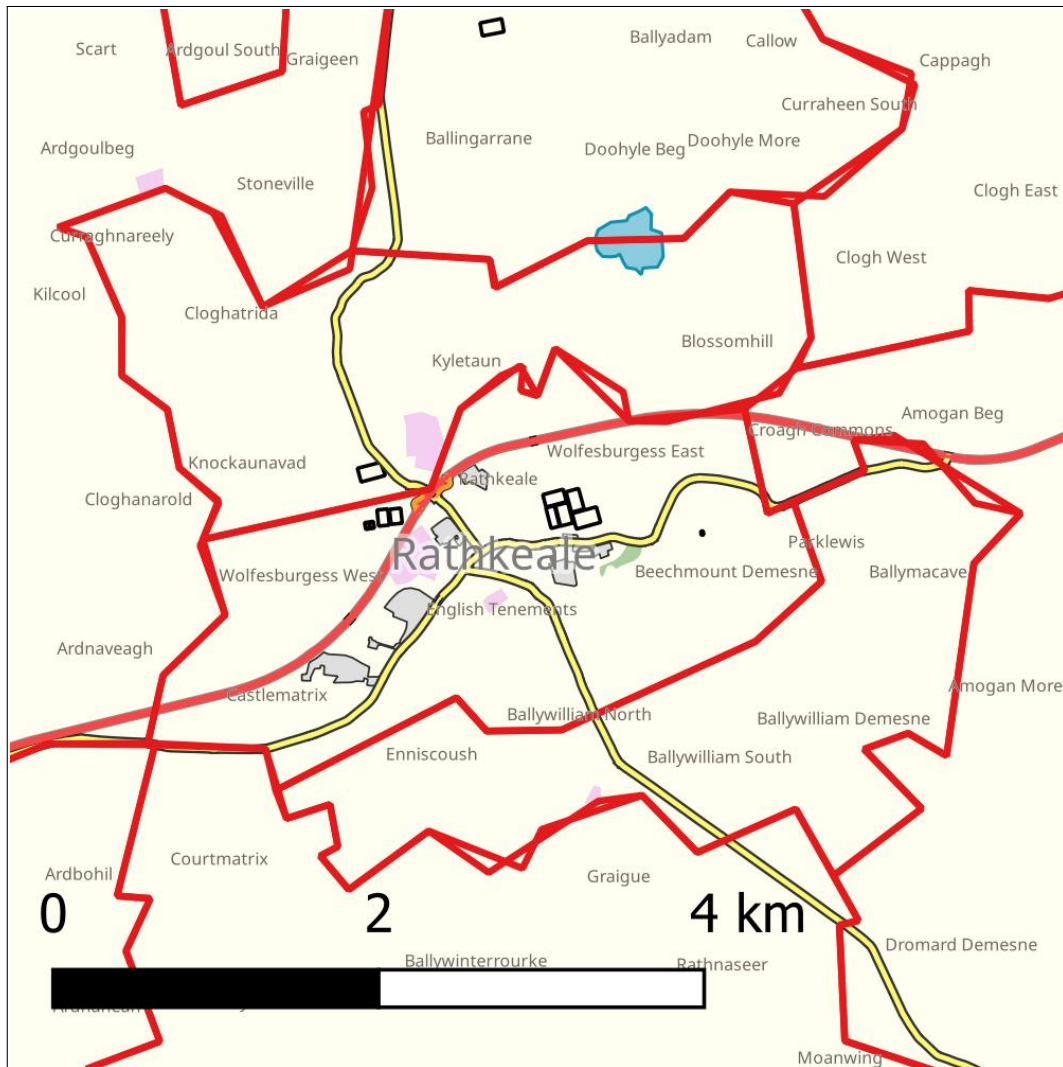 Scart
Ardgoul South
Graigeen
Ballyadam
Callow
Cappagh
Curraheen South
Ardgoulbeg
Ballingarrane
Doohyle Beg
Doohyle More
Stoneville
Clogh East
Curraghnareely
Clogh West
Kilcool
Cloghatrida
Blossomhill
Kyletaun
Amogan Beg
Croagh Commons
Wolfesburgess East
Knockaunavad
Rathkeale
Cloghanarold
Rathkeale
Parklewis
Wolfesburgess West
Beechmount Demesne
Ballymacave
English Tenements
Ardnaveagh
Castlematrix
Amogan More
Ballywilliam North
Ballywilliam Demesne
Enniscoush
Ballywilliam South
Courtmatrix
Ardbohil
Graigue
0 2 4 km
Dromard Demesne
Ballywinterrourke
Rathnaseer
Moanwing